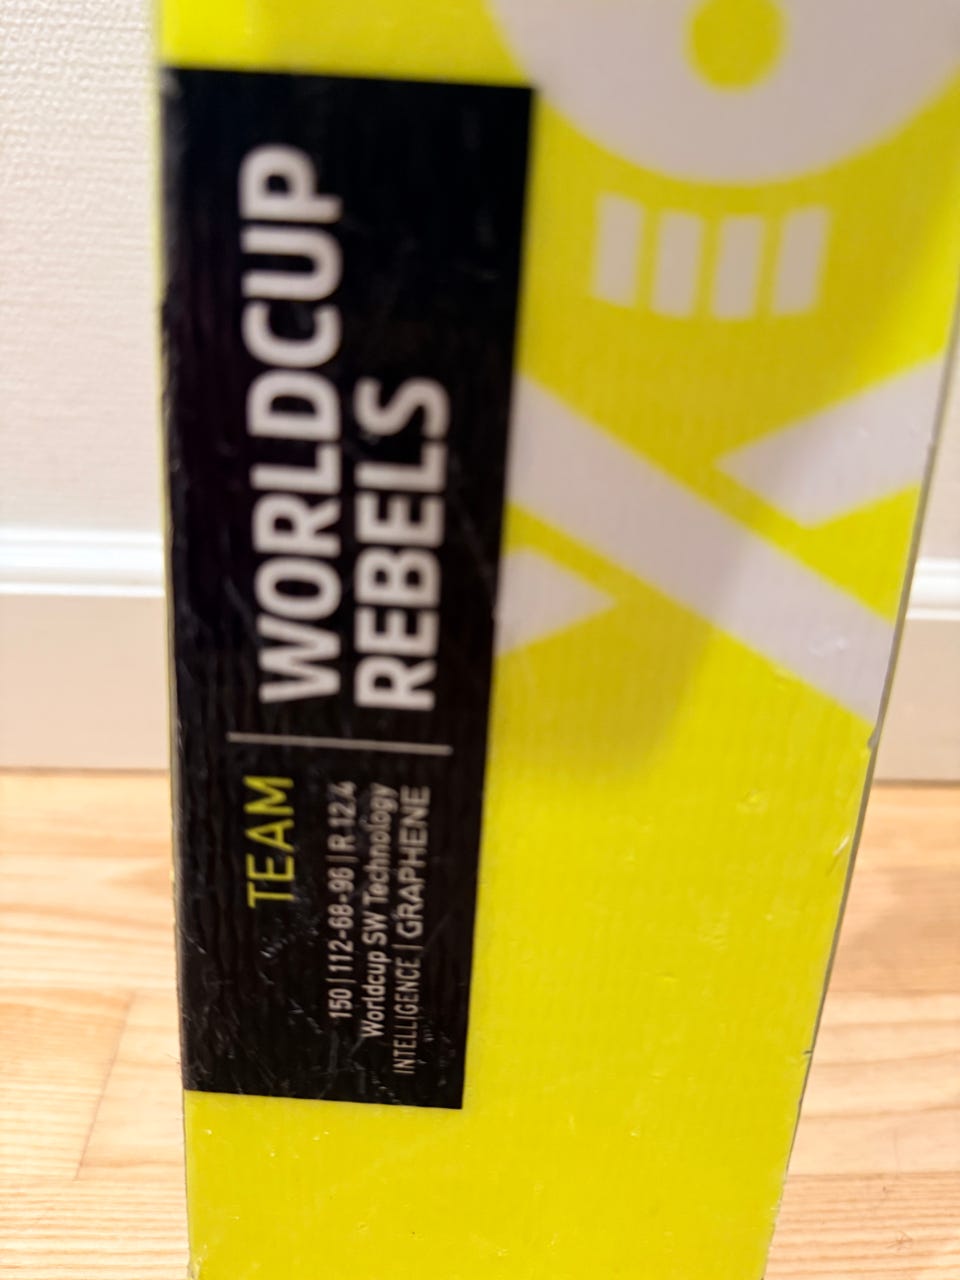 WORLDCUP
REBELS
TEAM
150 | 112-68-96 | R 12.4
Worldcup SW Technology
INTELLIGENCE | GRAPHENE